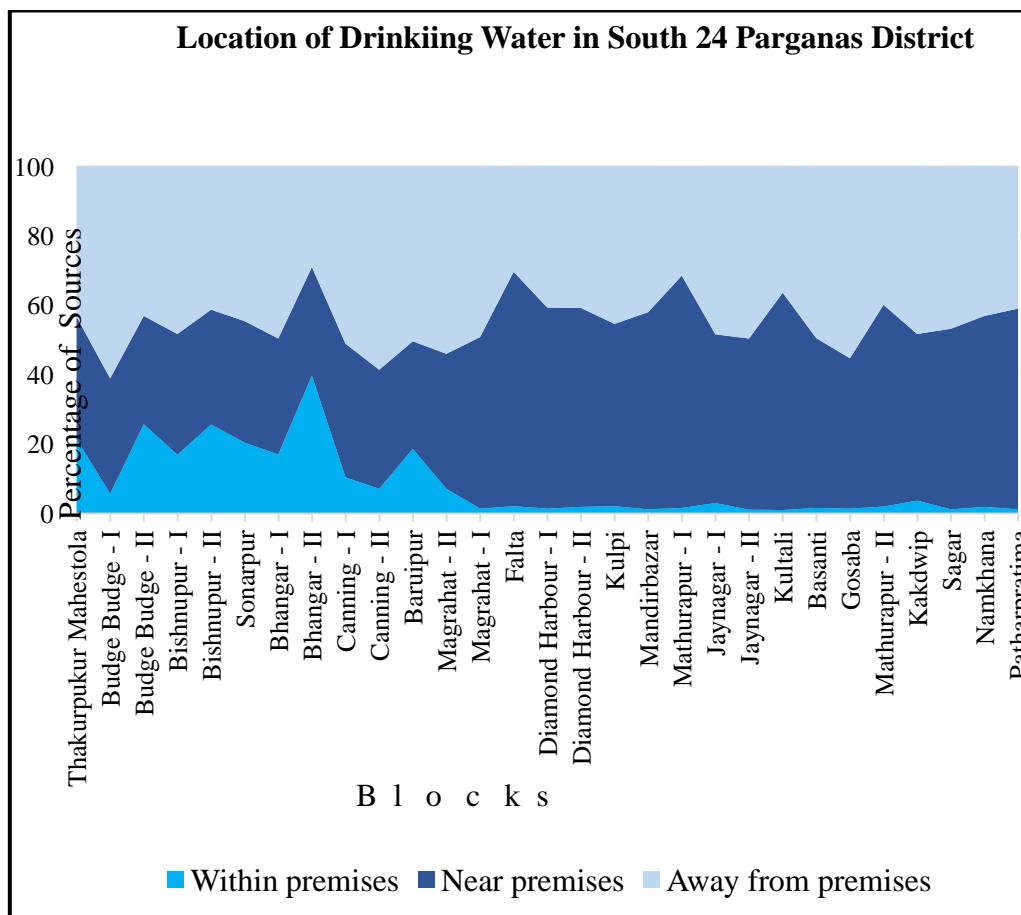 Location of Drinkiing Water in South 24 Parganas District
Percentage of Sources
100
80
60
40
20
0
Thakurpukur Mahestola
Budge Budge - I
Budge Budge - II
Bishnupur - I
Bishnupur - II
Sonarpur
Bhangar - I
Bhangar - II
Canning - I
Canning - II
Baruipur
Magrahat - II
Magrahat - I
Falta
Diamond Harbour - I
Diamond Harbour - II
Kulpi
Mandirbazar
Mathurapur - I
Jaynagar - I
Jaynagar - II
Kultali
Basanti
Gosaba
Mathurapur - II
Kakdwip
Sagar
Namkhana
Patharpratima
B l o c k s
Within premises Near premises Away from premises